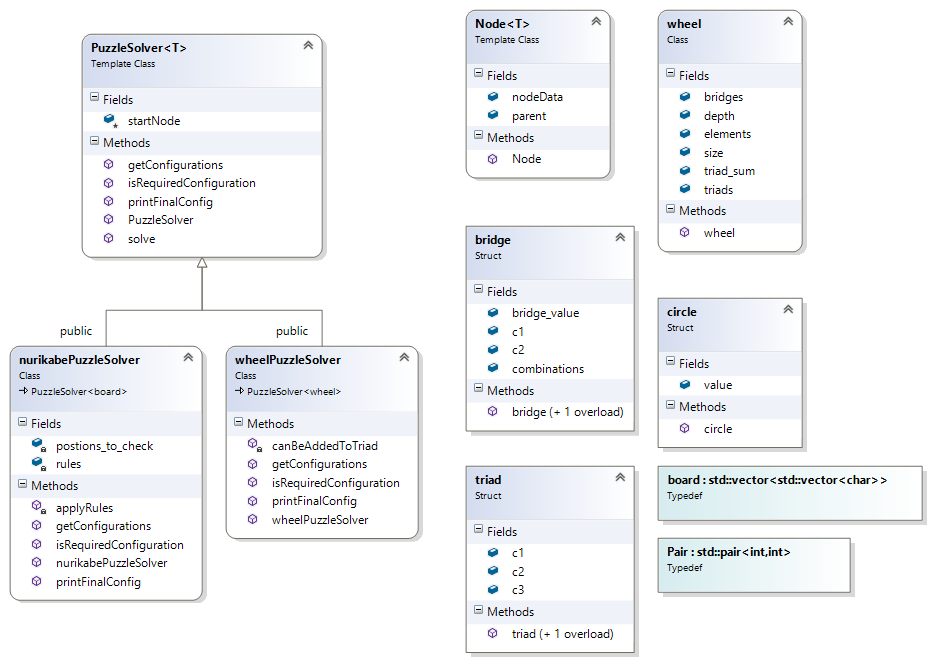 PuzzleSolver<T>
Template Class
Fields
startNode
Methods
getConfigurations
isRequiredConfiguration
printFinalConfig
PuzzleSolver
solve
public
public
nurikabePuzzleSolver
Class
PuzzleSolver<board>
Fields
postions_to_check
rules
Methods
applyRules
getConfigurations
isRequiredConfiguration
nurikabePuzzleSolver
printFinalConfig
wheelPuzzleSolver
Class
PuzzleSolver<wheel>
Methods
canBeAddedToTriad
getConfigurations
isRequiredConfiguration
printFinalConfig
wheelPuzzleSolver
Node<T>
Template Class
Fields
nodeData
parent
Methods
Node
bridge
Struct
Fields
bridge_value
c1
c2
combinations
Methods
bridge (+ 1 overload)
triad
Struct
Fields
c1
c2
c3
Methods
triad (+ 1 overload)
wheel
Class
Fields
bridges
depth
elements
size
triad_sum
triads
Methods
wheel
circle
Struct
Fields
value
Methods
circle
board : std::vector<std::vector<char> >
Typedef
Pair : std::pair<int,int>
Typedef